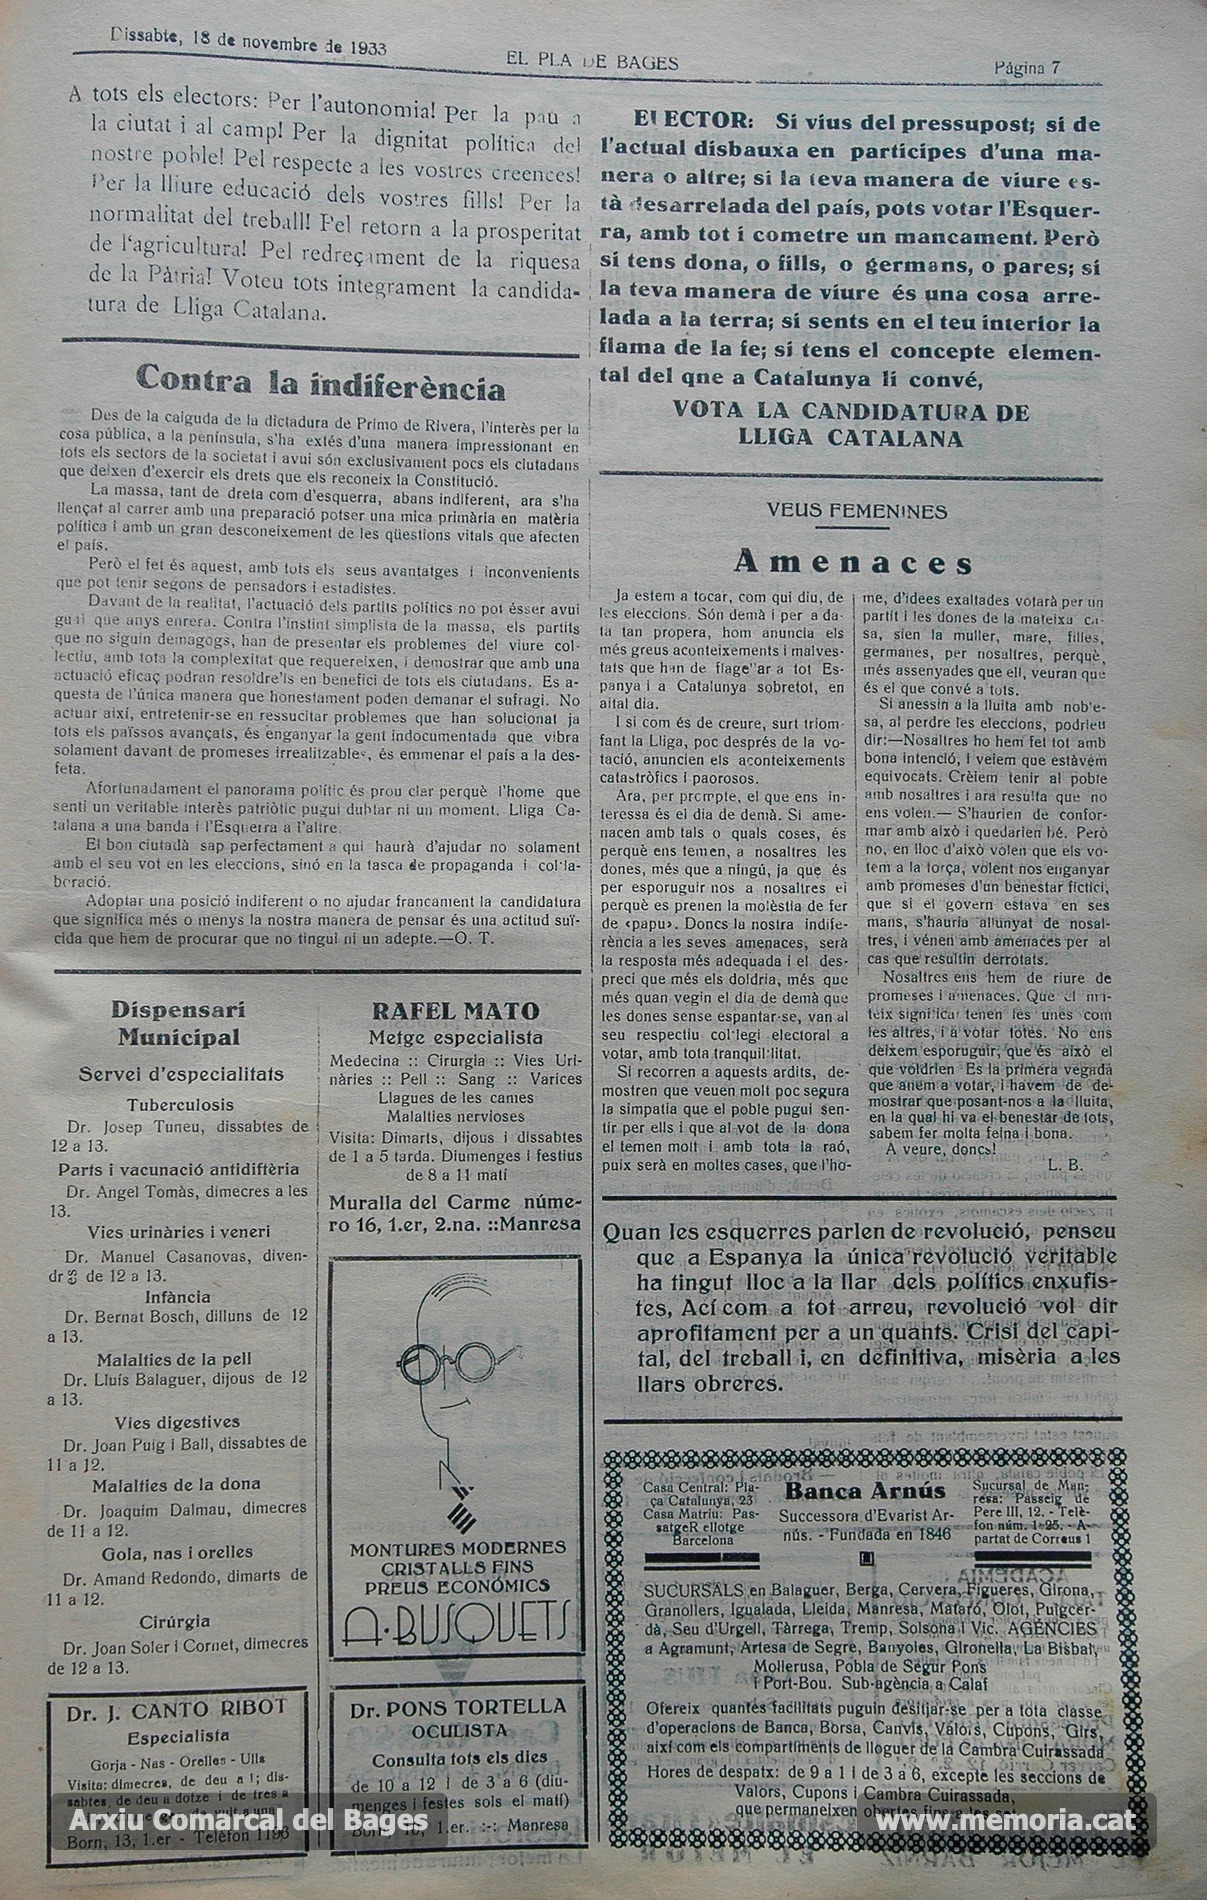 Dissabte, 18 de novembre de 1933
EL PLA DE BAGES
Pàgina 7
A tots els electors: Per l'autonomia! Per la pau a
la ciutat i al camp! Per la dignitat política del
nostre poble! Pel respecte a les vostres creences!
Per la lliure educació dels vostres fills! Per la
normalitat del treball! Pel retorn a la prosperitat
de l'agricultura! Pel redreçament de la riquesa
de la Pàtria! Voteu tots integrament la candida-
tura de Lliga Catalana.
Contra la indiferència
Des de la caiguda de la dictadura de Primo de Rivera, l'interès per la
cosa pública, a la península, s'ha extés d'una manera impressionant en
tots els sectors de la societat i avui són exclusivament pocs els ciutadans
que deixen d'exercir els drets que els reconeix la Constitució.
La massa, tant de dreta com d'esquerra, abans indiferent, ara s'ha
llençat al carrer amb una preparació potser una mica primària en matèria
política i amb un gran desconeixement de les qüestions vitals que afecten
el país.
Però el fet és aquest, amb tots els seus avantatges i inconvenients
que pot tenir segons de pensadors i estadistes.
Davant de la realitat, l'actuació dels partits polítics no pot ésser avui
gual que anys enrera. Contra l'instint simplista de la massa, els partits
que no siguin demagogs, han de presentar els problemes del viure col-
lectiu, amb tota la complexitat que requereixen, i demostrar que amb una
actuació eficaç podran resoldre'ls en benefici de tots els ciutadans. Es a-
questa de l'única manera que honestament poden demanar el sufragi. No
actuar així, entretenir-se en ressucitar problemes que han solucionat ja
tots els païssos avançats, és enganyar la gent indocumentada que vibra
solament davant de promeses irrealitzables, és emmenar el país a la des-
feta.
Afortunadament el panorama polític és prou clar perquè l'home que
senti un veritable interès patriòtic pugui dubtar ni un moment. Lliga Ca-
talana a una banda i l'Esquerra a l'altre.
El bon ciutadà sap perfectament a qui haurà d'ajudar no solament
amb el seu vot en les eleccions, sinó en la tasca de propaganda i col·la-
boració.
Adoptar una posició indiferent o no ajudar francament la candidatura
que significa més o menys la nostra manera de pensar és una actitud suï-
cida que hem de procurar que no tingui ni un adepte.—O. T.
Dispensari
Municipal
Servei d'especialitats
Tuberculosis
Dr. Josep Tuneu, dissabtes de
12 a 13.
Parts i vacunació antidiftèria
Dr. Angel Tomàs, dimecres a les
13.
Vies urinàries i veneri
Dr. Manuel Casanovas, diven-
dres de 12 a 13.
Infància
Dr. Bernat Bosch, dilluns de 12
a 13.
Malalties de la pell
Dr. Lluís Balaguer, dijous de 12
a 13.
Vies digestives
Dr. Joan Puig i Ball, dissabtes de
11 a 12.
Malalties de la dona
Dr. Joaquim Dalmau, dimecres
de 11 a 12.
Gola, nas i orelles
Dr. Amand Redondo, dimarts de
11 a 12.
Cirúrgia
Dr. Joan Soler i Cornet, dimecres
de 12 a 13.
Dr. J. CANTO RIBOT
Especialista
Gorja - Nas - Orelles - Ulls
Visita: dimecres, de deu a 1; dis-
sabtes, de deu a dotze i de tres a
Born, 13, 1.er - Telèfon 1196
RAFEL MATO
Metge especialista
Medecina :: Cirurgia :: Vies Uri-
nàries :: Pell :: Sang :: Varices
Llagues de les cames
Malalties nervioses
Visita: Dimarts, dijous i dissabtes
de 1 a 5 tarda. Diumenges i festius
de 8 a 11 matí
Muralla del Carme núme-
ro 16, 1.er, 2.na. ::Manresa
MONTURES MODERNES
CRISTALLS FINS
PREUS ECONÓMICS
A·BUSQUETS
Dr. PONS TORTELLA
OCULISTA
Consulta tots els dies
de 10 a 12 i de 3 a 6 (diu-
menges i festes sols el matí)
1.er. :-: Manresa
ELECTOR: Si vius del pressupost; si de
l'actual disbauxa en participes d'una ma-
nera o altre; si la teva manera de viure es-
tà desarrelada del país, pots votar l'Esquer-
ra, amb tot i cometre un mancament. Però
si tens dona, o fills, o germans, o pares; si
la teva manera de viure és una cosa arre-
lada a la terra; si sents en el teu interior la
flama de la fe; si tens el concepte elemen-
tal del qne a Catalunya li convé,
VOTA LA CANDIDATURA DE
LLIGA CATALANA
VEUS FEMENINES
Amenaces
Ja estem a tocar, com qui diu, de
les eleccions. Són demà i per a da-
ta tan propera, hom anuncia els
més greus aconteixements i malves-
tats que han de flage"ar a tot Es-
panya i a Catalunya sobretot, en
aital dia.
I si com és de creure, surt triom-
fant la Lliga, poc després de la vo-
tació, anuncien els aconteixements
catastròfics i paorosos.
Ara, per prompte, el que ens in-
teressa és el dia de demà. Si ame-
nacen amb tals o quals coses, és
perquè ens temen, a nosaltres les
dones, més que a ningú, ja que és
per esporuguir nos a nosaltres el
perquè es prenen la molèstia de fer
de «papu». Doncs la nostra indife-
rència a les seves amenaces, serà
la resposta més adequada i el des-
preci que més els doldria, més que
més quan vegin el dia de demà que
les dones sense espantar-se, van al
seu respectiu col·legi electoral a
votar, amb tota tranquil·litat.
Si recorren a aquests ardits, de-
mostren que veuen molt poc segura
la simpatia que el poble pugui sen-
tir per ells i que al vot de la dona
el temen molt i amb tota la raó,
puix serà en moltes cases, que l'ho-
me, d'idees exaltades votarà per un
partit i les dones de la mateixa ca-
sa, sien la muller, mare, filles,
germanes, per nosaltres, perquè,
més assenyades que ell, veuran que
és el que convé a tots.
Si anessin a la lluita amb nob'e-
sa, al perdre les eleccions, podrieu
dir:—Nosaltres ho hem fet tot amb
bona intenció, i veiem que estàvem
equivocats. Crèiem tenir al poble
amb nosaltres i ara resulta que no
ens volen.— S'haurien de confor-
mar amb això i quedarien bé. Però
no, en lloc d'això volen que els vo-
tem a la força, volent nos enganyar
amb promeses d'un benestar fictici,
que si el govern estava en ses
mans, s'hauria allunyat de nosal-
tres, i vénen amb amenaces per al
cas que resultin derrotats.
Nosaltres ens hem de riure de
promeses i amenaces. Que el ma-
teix significat tenen les unes com
les altres, i a votar totes. No ens
deixem esporuguir; que és això el
que voldrien Es la primera vegada
que anem a votar, i havem de de-
mostrar que posant-nos a la lluita,
en la qual hi va el benestar de tots,
sabem fer molta feina i bona.
A veure, doncs!
L. B.
Quan les esquerres parlen de revolució, penseu
que a Espanya la única revolució veritable
ha tingut lloc a la llar dels polítics enxufis-
tes, Ací com a tot arreu, revolució vol dir
aprofitament per a un quants. Crisi del capi-
tal, del treball i, en definitiva, misèria a les
llars obreres.
Casa Central: Pla-
ça Catalunya, 23
Casa Matriu: Pas-
satgeR ellotge
Barcelona
Banca Arnús
Successora d'Evarist Ar-
nús. - Fundada en 1846
Sucursal de Man-
resa: Passeig de
Pere III, 12. - Telè-
fon núm. 1-25. - A-
partat de Correus 1
SUCURSALS en Balaguer, Berga, Cervera, Figueres, Girona,
Granollers, Igualada, Lleida, Manresa, Mataró, Olot, Puigcer-
dà, Seu d'Urgell, Tàrrega, Tremp, Solsona i Vic. AGÉNCIES
a Agramunt, Artesa de Segre, Banyoles, Gironella, La Bisbal,
Mollerusa, Pobla de Segur Pons
i Port-Bou. Sub-agència a Calaf
Ofereix quantes facilitats puguin desitjar-se per a tota classe
d'operacions de Banca, Borsa, Canvis, Valors, Cupons, Girs,
així com els compartiments de lloguer de la Cambra Cuirassada
Hores de despatx: de 9 a 1 i de 3 a 6, excepte les seccions de
Valors, Cupons i Cambra Cuirassada,
que permaneixen obertes fins a les set
Arxiu Comarcal del Bages
www.memoria.cat